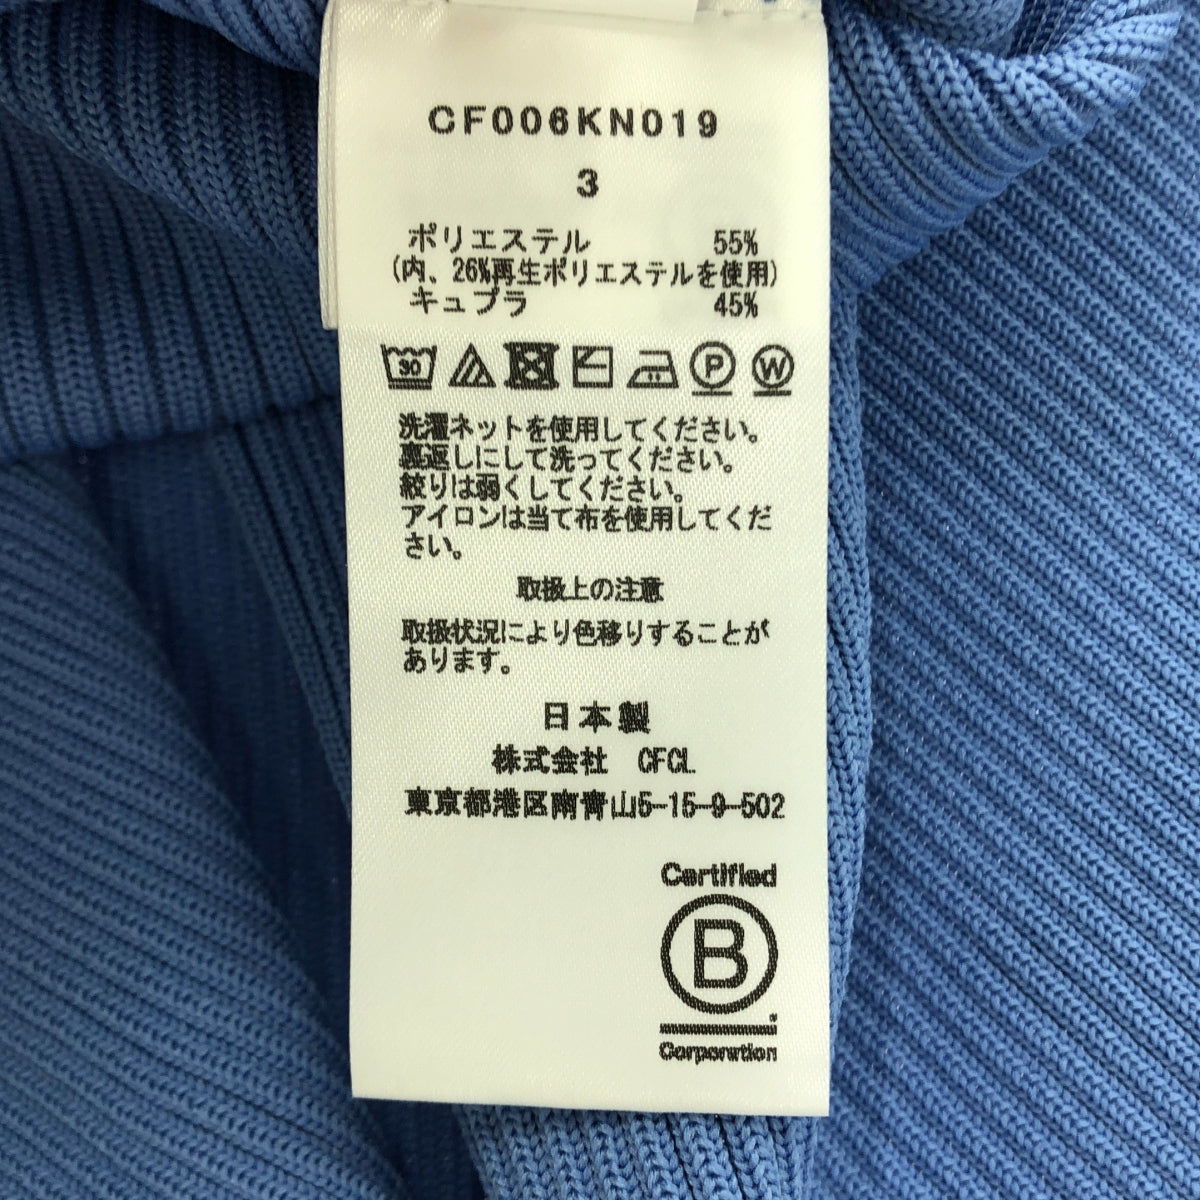 CF006KN019
3
ポリエステル 55%
(内、26%再生ポリエステルを使用)
キュプラ 45%
30 P W
洗濯ネットを使用してください。
裏返しにして洗ってください。
絞りは弱くしてください。
アイロンは当て布を使用してくだ
さい。
取扱上の注意
取扱状況により色移りすることが
あります。
日本製
株式会社 CFCL
東京都港区南青山5-15-9-502
Certified
B
Corporation